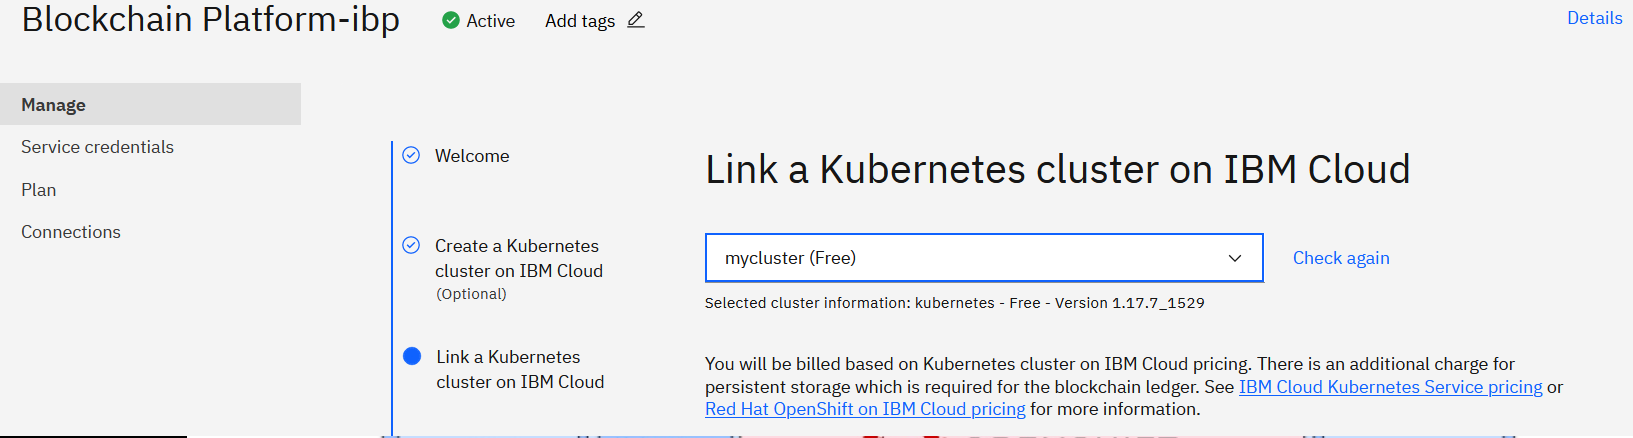 Blockchain Platform-ibp
Active
Add tags
Details
Manage
Service credentials
Plan
Connections
Welcome
Create a Kubernetes
cluster on IBM Cloud
(Optional)
Link a Kubernetes
cluster on IBM Cloud
Link a Kubernetes cluster on IBM Cloud
mycluster (Free)
Check again
Selected cluster information: kubernetes - Free - Version 1.17.7_1529
You will be billed based on Kubernetes cluster on IBM Cloud pricing. There is an additional charge for
persistent storage which is required for the blockchain ledger. See IBM Cloud Kubernetes Service pricing or
Red Hat OpenShift on IBM Cloud pricing for more information.